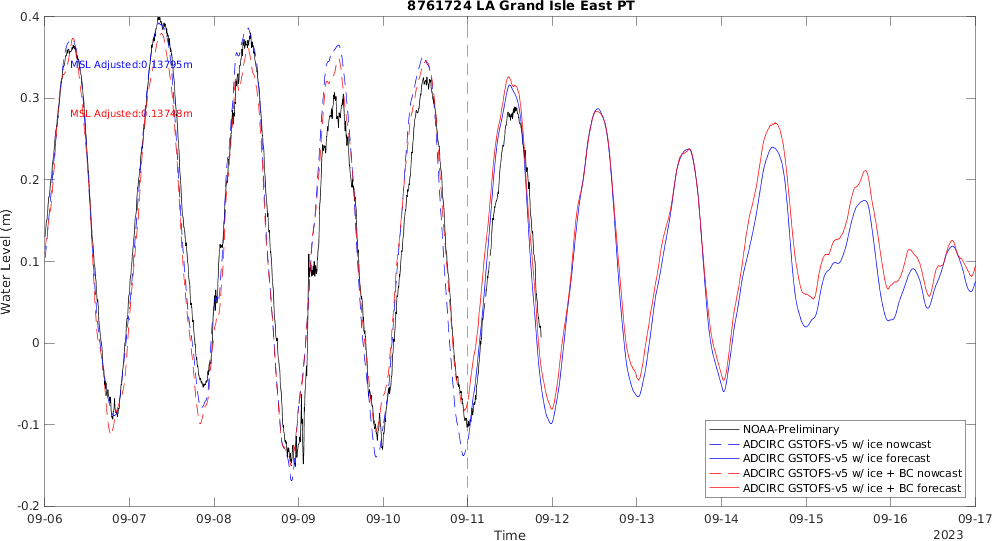 8761724 LA Grand Isle East PT
0.4
0.3
0.2
0.1
0
-0.1
-0.2
Water Level (m)
MSL Adjusted:0.13795m
MSL Adjusted:0.13748m
NOAA-Preliminary
ADCIRC GSTOFS-v5 w/ ice nowcast
ADCIRC GSTOFS-v5 w/ ice forecast
ADCIRC GSTOFS-v5 w/ ice + BC nowcast
ADCIRC GSTOFS-v5 w/ ice + BC forecast
09-06 09-07 09-08 09-09 09-10 09-11 09-12 09-13 09-14 09-15 09-16 09-17
Time
2023